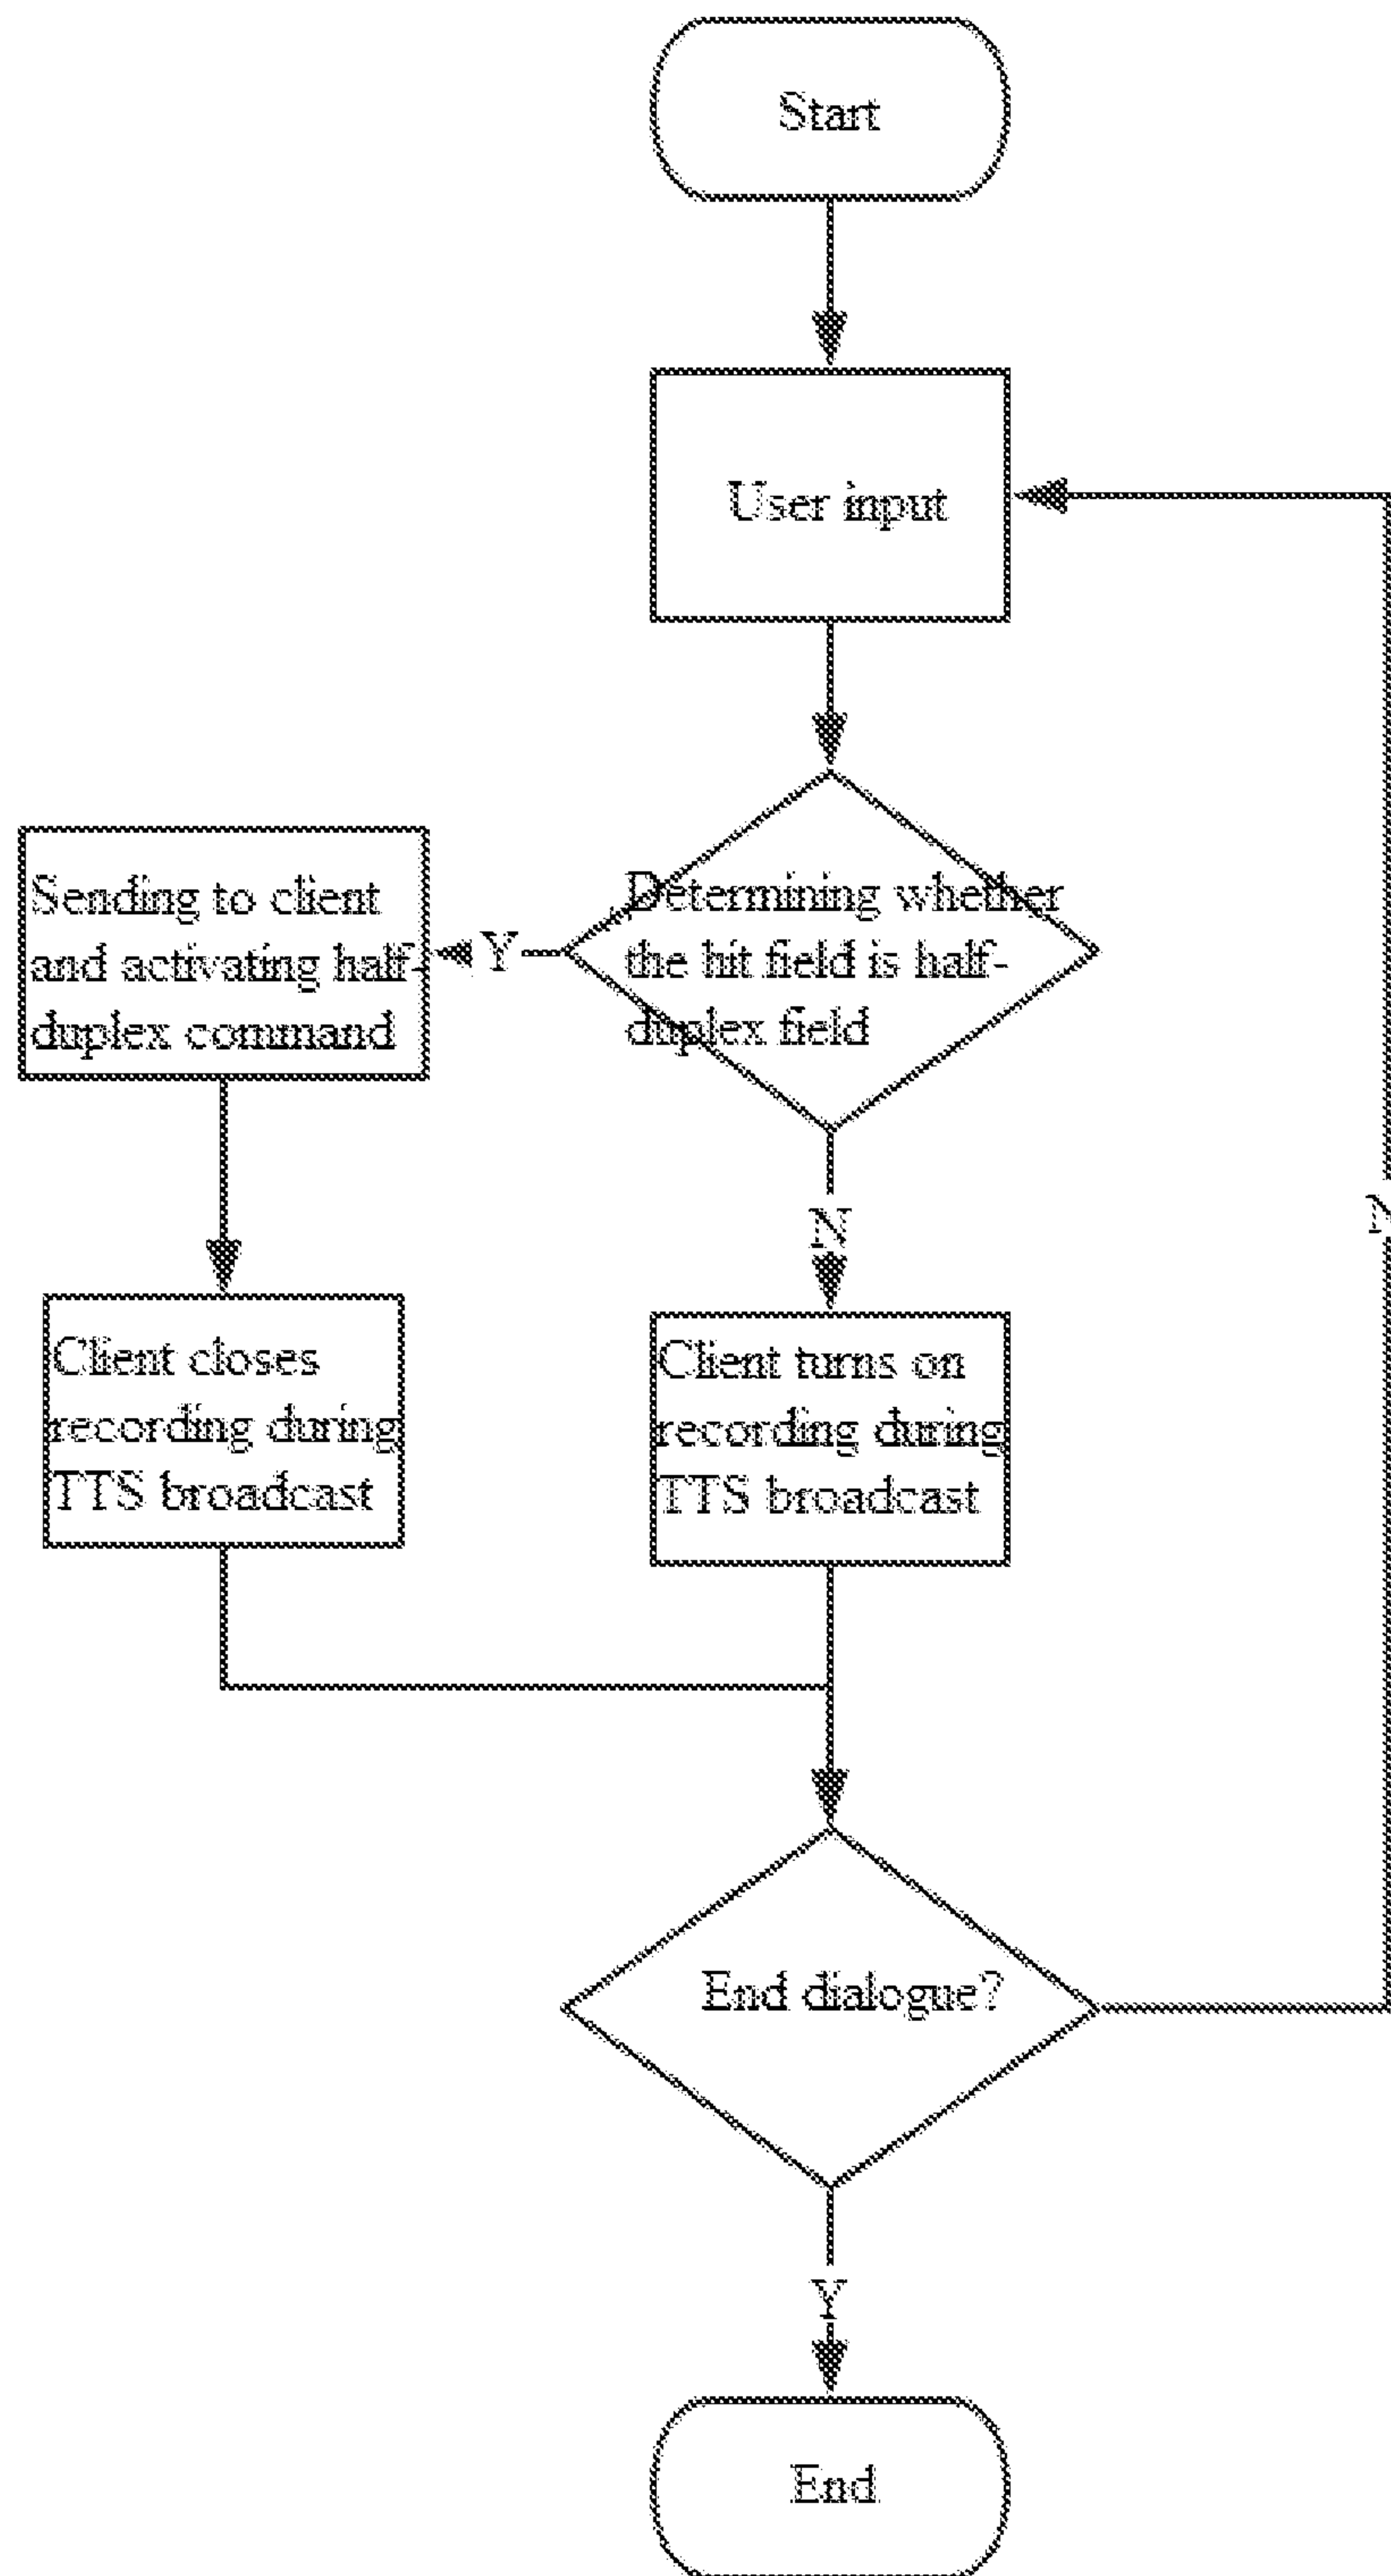 Start
User input
Determining whether
the hit field is half-
duplex field
Y
Sending to client
and activating half-
duplex command
N
N
Client closes
recording during
TTS broadcast
Client turns on
recording during
TTS broadcast
End dialogue?
Y
End